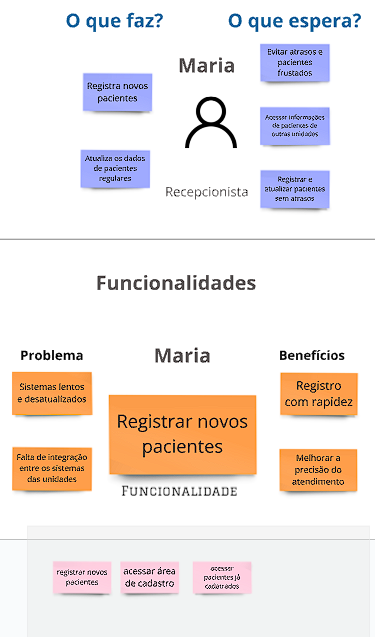 O que faz?
O que espera?
Maria
Registra novos
pacientes
Atualiza os dados
de pacientes
regulares
Evitar atrasos e
pacientes
frustados
Acessar informações
de pacientes de
outras unidades
Registrar e
atualizar pacientes
sem atrasos
Recepcionista
Funcionalidades
Problema
Maria
Benefícios
Sistemas lentos
e desatualizados
Falta de integração
entre os sistemas
das unidades
Registrar novos
pacientes
FUNCIONALIDADE
Registro
com rapidez
Melhorar a
precisão do
atendimento
registrar novos
pacientes
acessar área
de cadastro
acessar
pacientes já
cadatrados